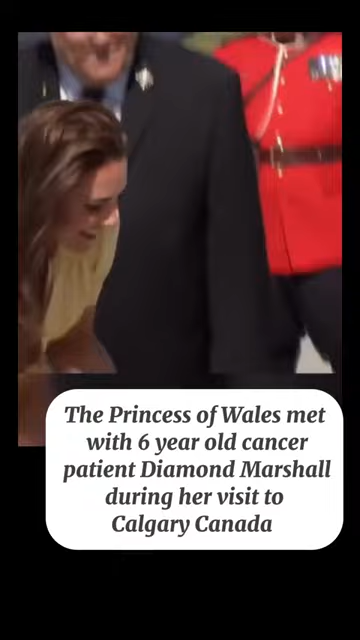 The Princess of Wales met
with 6 year old cancer
patient Diamond Marshall
during her visit to
Calgary Canada